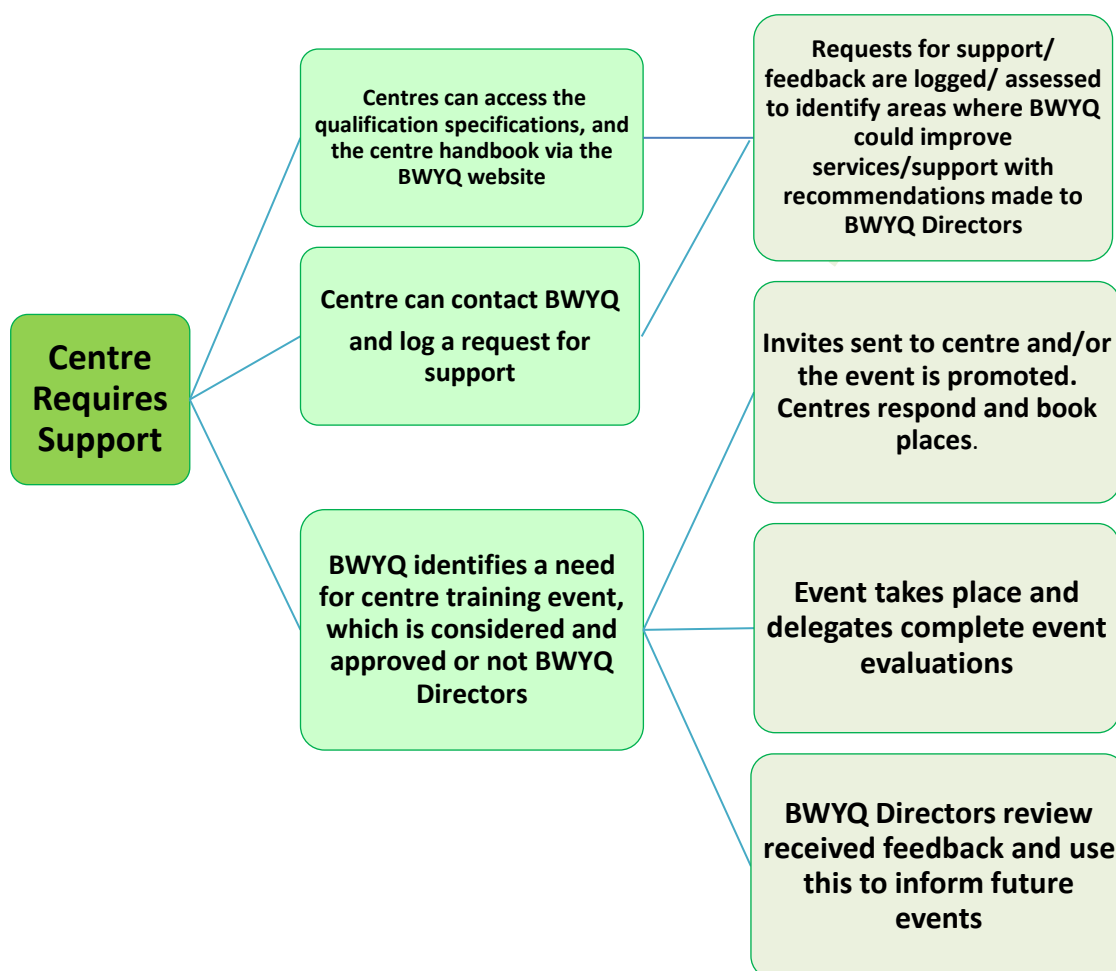 Centre
Requires
Support
Centres can access the
qualification specifications, and
the centre handbook via the
BWYQ website
Centre can contact BWYQ
and log a request for
support
BWYQ identifies a need
for centre training event,
which is considered and
approved or not BWYQ
Directors
Requests for support/
feedback are logged/ assessed
to identify areas where BWYQ
could improve
services/support with
recommendations made to
BWYQ Directors
Invites sent to centre and/or
the event is promoted.
Centres respond and book
places.
Event takes place and
delegates complete event
evaluations
BWYQ Directors review
received feedback and use
this to inform future
events